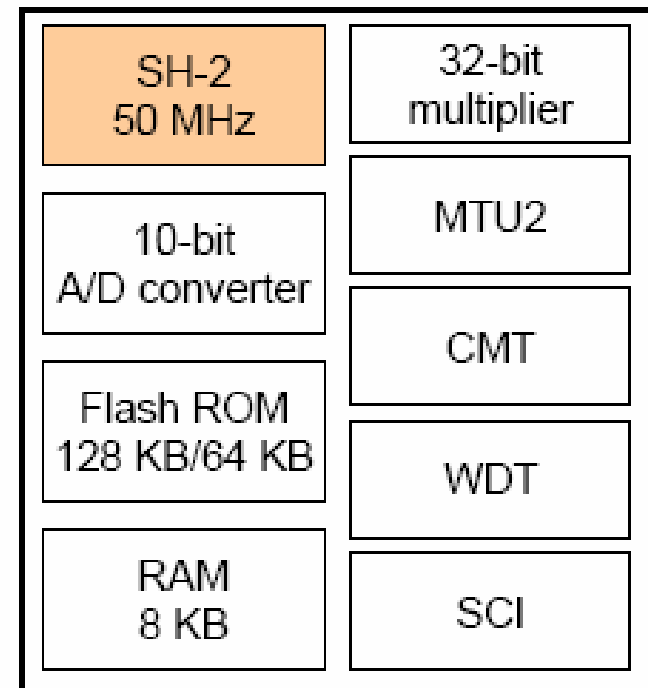 SH-2
50 MHz
10-bit
A/D converter
Flash ROM
128 KB/64 KB
RAM
8 KB
32-bit
multiplier
MTU2
CMT
WDT
SCI